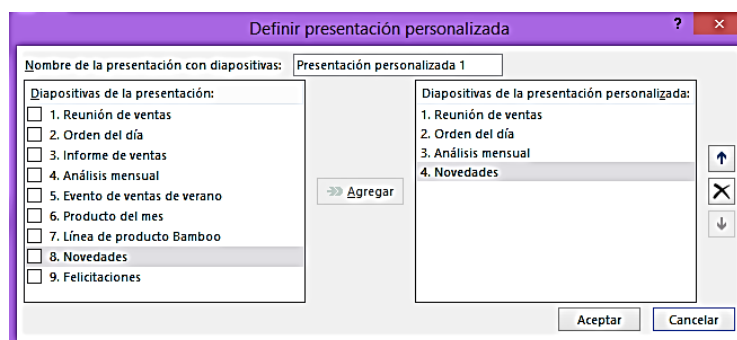 Definir presentación personalizada
?
Nombre de la presentación con diapositivas: Presentación personalizada 1
Diapositivas de la presentación:
1. Reunión de ventas
2. Orden del día
3. Informe de ventas
4. Análisis mensual
5. Evento de ventas de verano
6. Producto del mes
7. Línea de producto Bamboo
8. Novedades
9. Felicitaciones
Agregar
Diapositivas de la presentación personalizada:
1. Reunión de ventas
2. Orden del día
3. Análisis mensual
4. Novedades
Aceptar
Cancelar